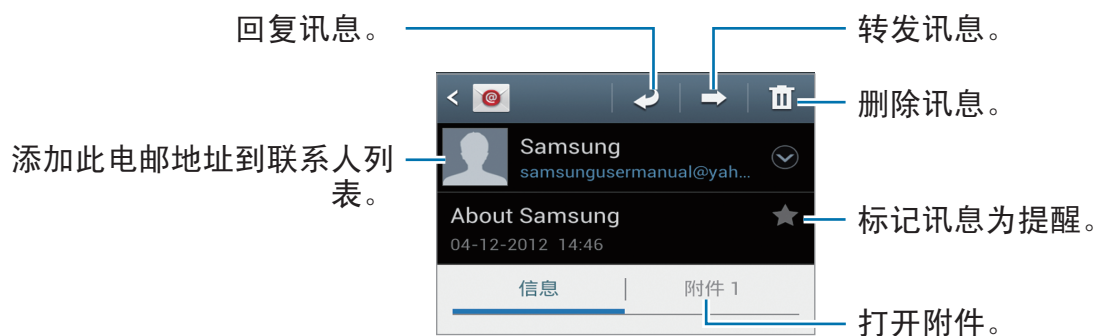 回复讯息。
转发讯息。
删除讯息。
添加此电邮地址到联系人列
表。
Samsung
samsungusermanual@yah...
About Samsung
04-12-2012 14:46
标记讯息为提醒。
信息
附件 1
打开附件。